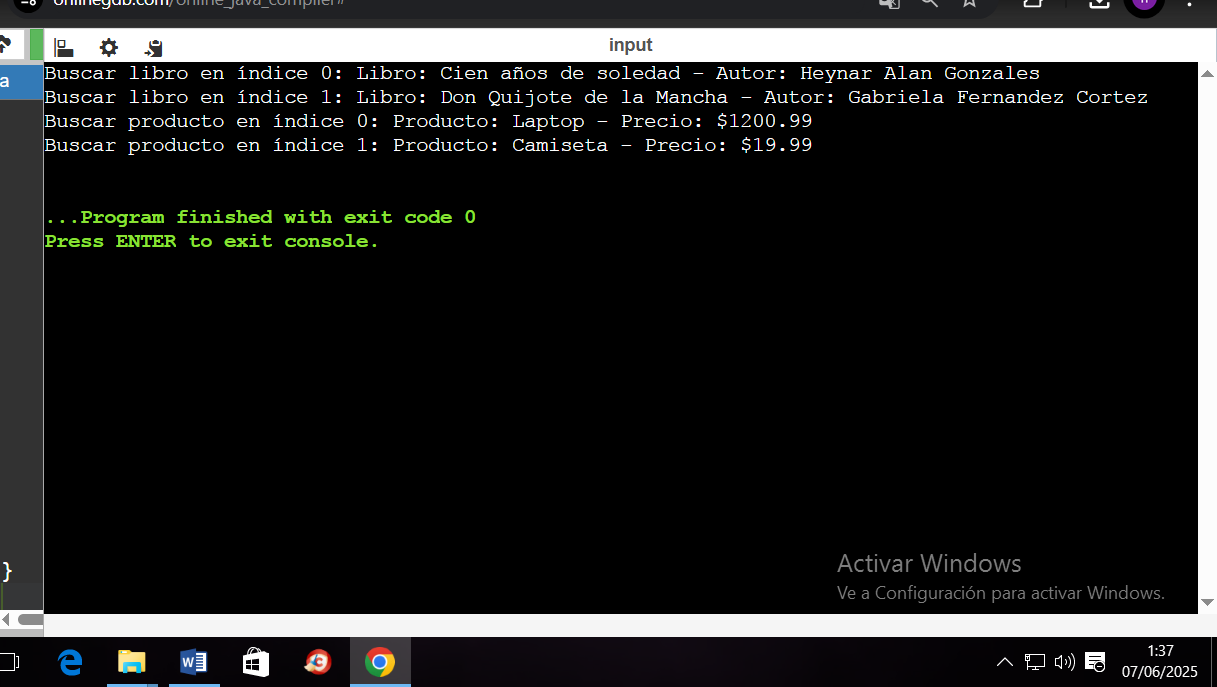 onlinegdb.com/online_java_compiler#
input
a
Buscar libro en índice 0: Libro: Cien años de soledad - Autor: Heynar Alan Gonzales
Buscar libro en índice 1: Libro: Don Quijote de la Mancha - Autor: Gabriela Fernandez Cortez
Buscar producto en índice 0: Producto: Laptop - Precio: $1200.99
Buscar producto en índice 1: Producto: Camiseta - Precio: $19.99
...Program finished with exit code 0
Press ENTER to exit console.
}
Activar Windows
Ve a Configuración para activar Windows.
1:37
07/06/2025